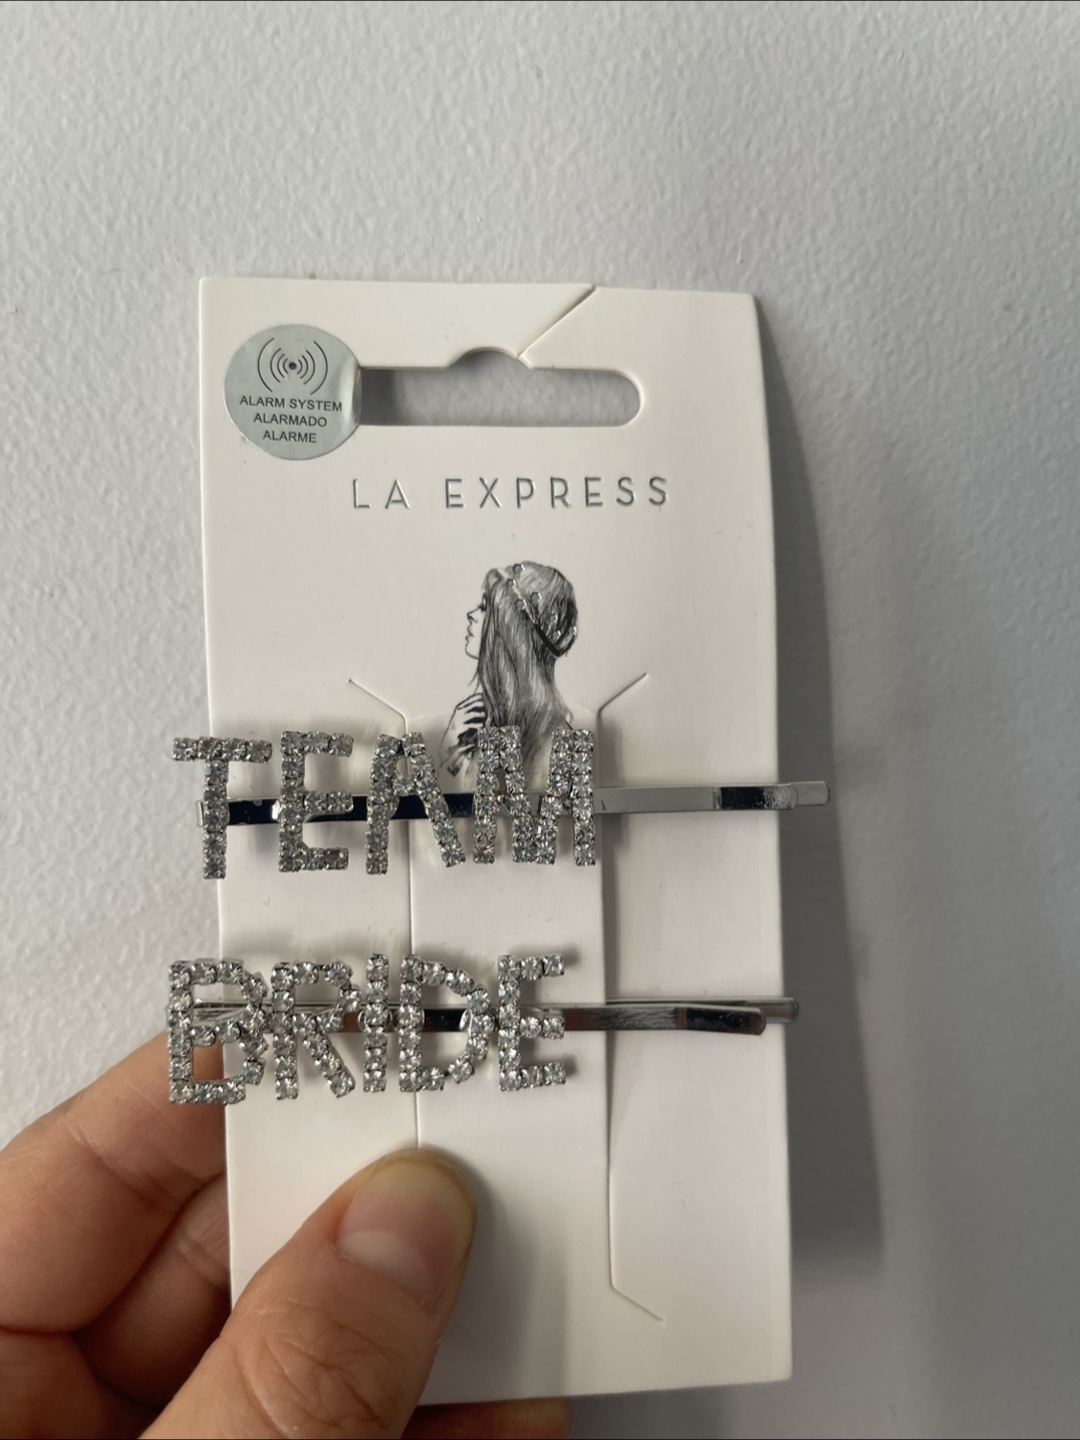 ALARM SYSTEM
ALARMADO
ALARME
LA EXPRESS
TEAM
BRIDE